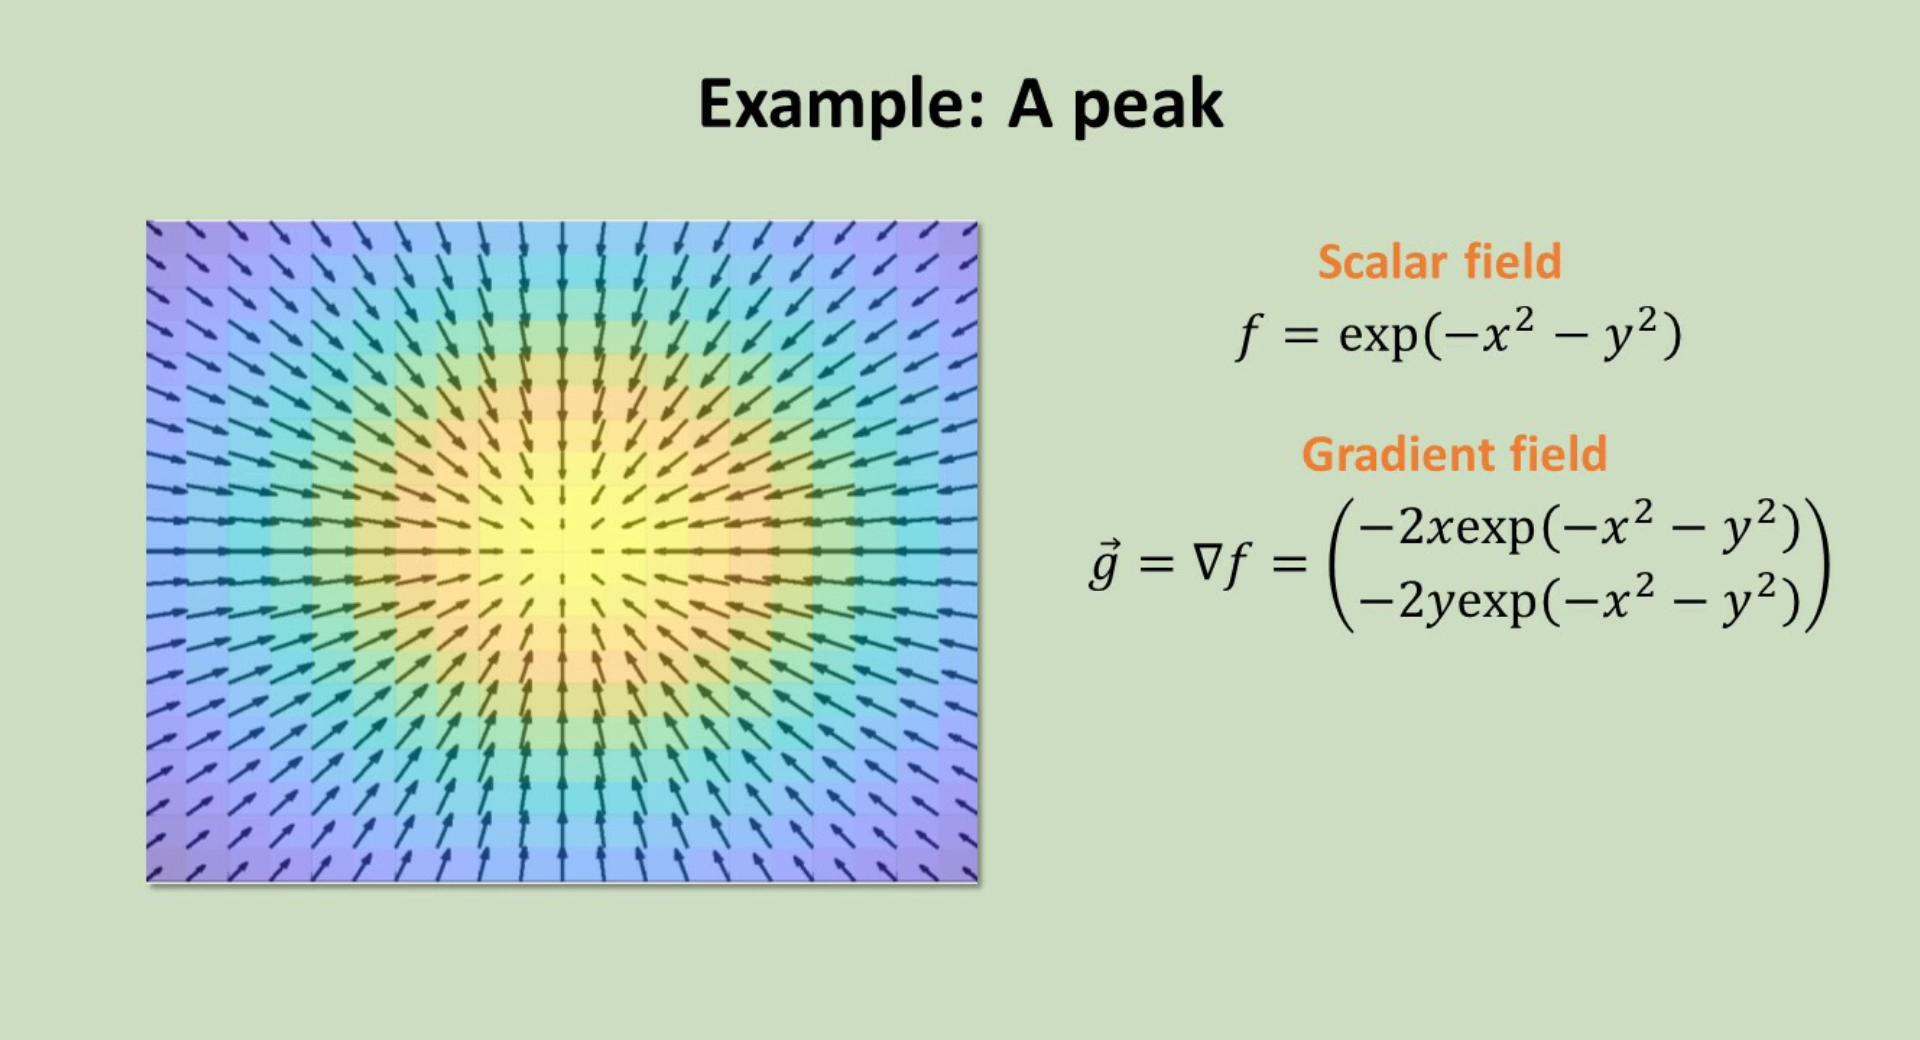 Example: A peak
Scalar field
f = exp(−x² − y²)
Gradient field
g⃗ = ∇f = (−2xexp(−x² − y²)
−2yexp(−x² − y²))